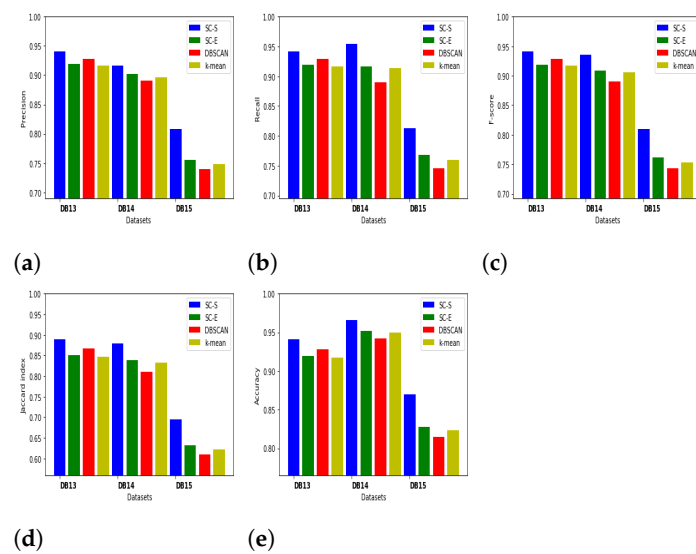 1.00
0.95
0.90
0.85
0.80
0.75
0.70
Precision
SC-S
SC-E
DBSCAN
k-mean
DB13 DB14 DB15
Datasets
(a)
1.00
0.95
0.90
0.85
0.80
0.75
0.70
Recall
SC-S
SC-E
DBSCAN
k-mean
DB13 DB14 DB15
Datasets
(b)
1.00
0.95
0.90
0.85
0.80
0.75
0.70
F-score
SC-S
SC-E
DBSCAN
k-mean
DB13 DB14 DB15
Datasets
(c)
1.00
0.95
0.90
0.85
0.80
0.75
0.70
0.65
0.60
Jaccard index
SC-S
SC-E
DBSCAN
k-mean
DB13 DB14 DB15
Datasets
(d)
1.00
0.95
0.90
0.85
0.80
Accuracy
SC-S
SC-E
DBSCAN
k-mean
DB13 DB14 DB15
Datasets
(e)